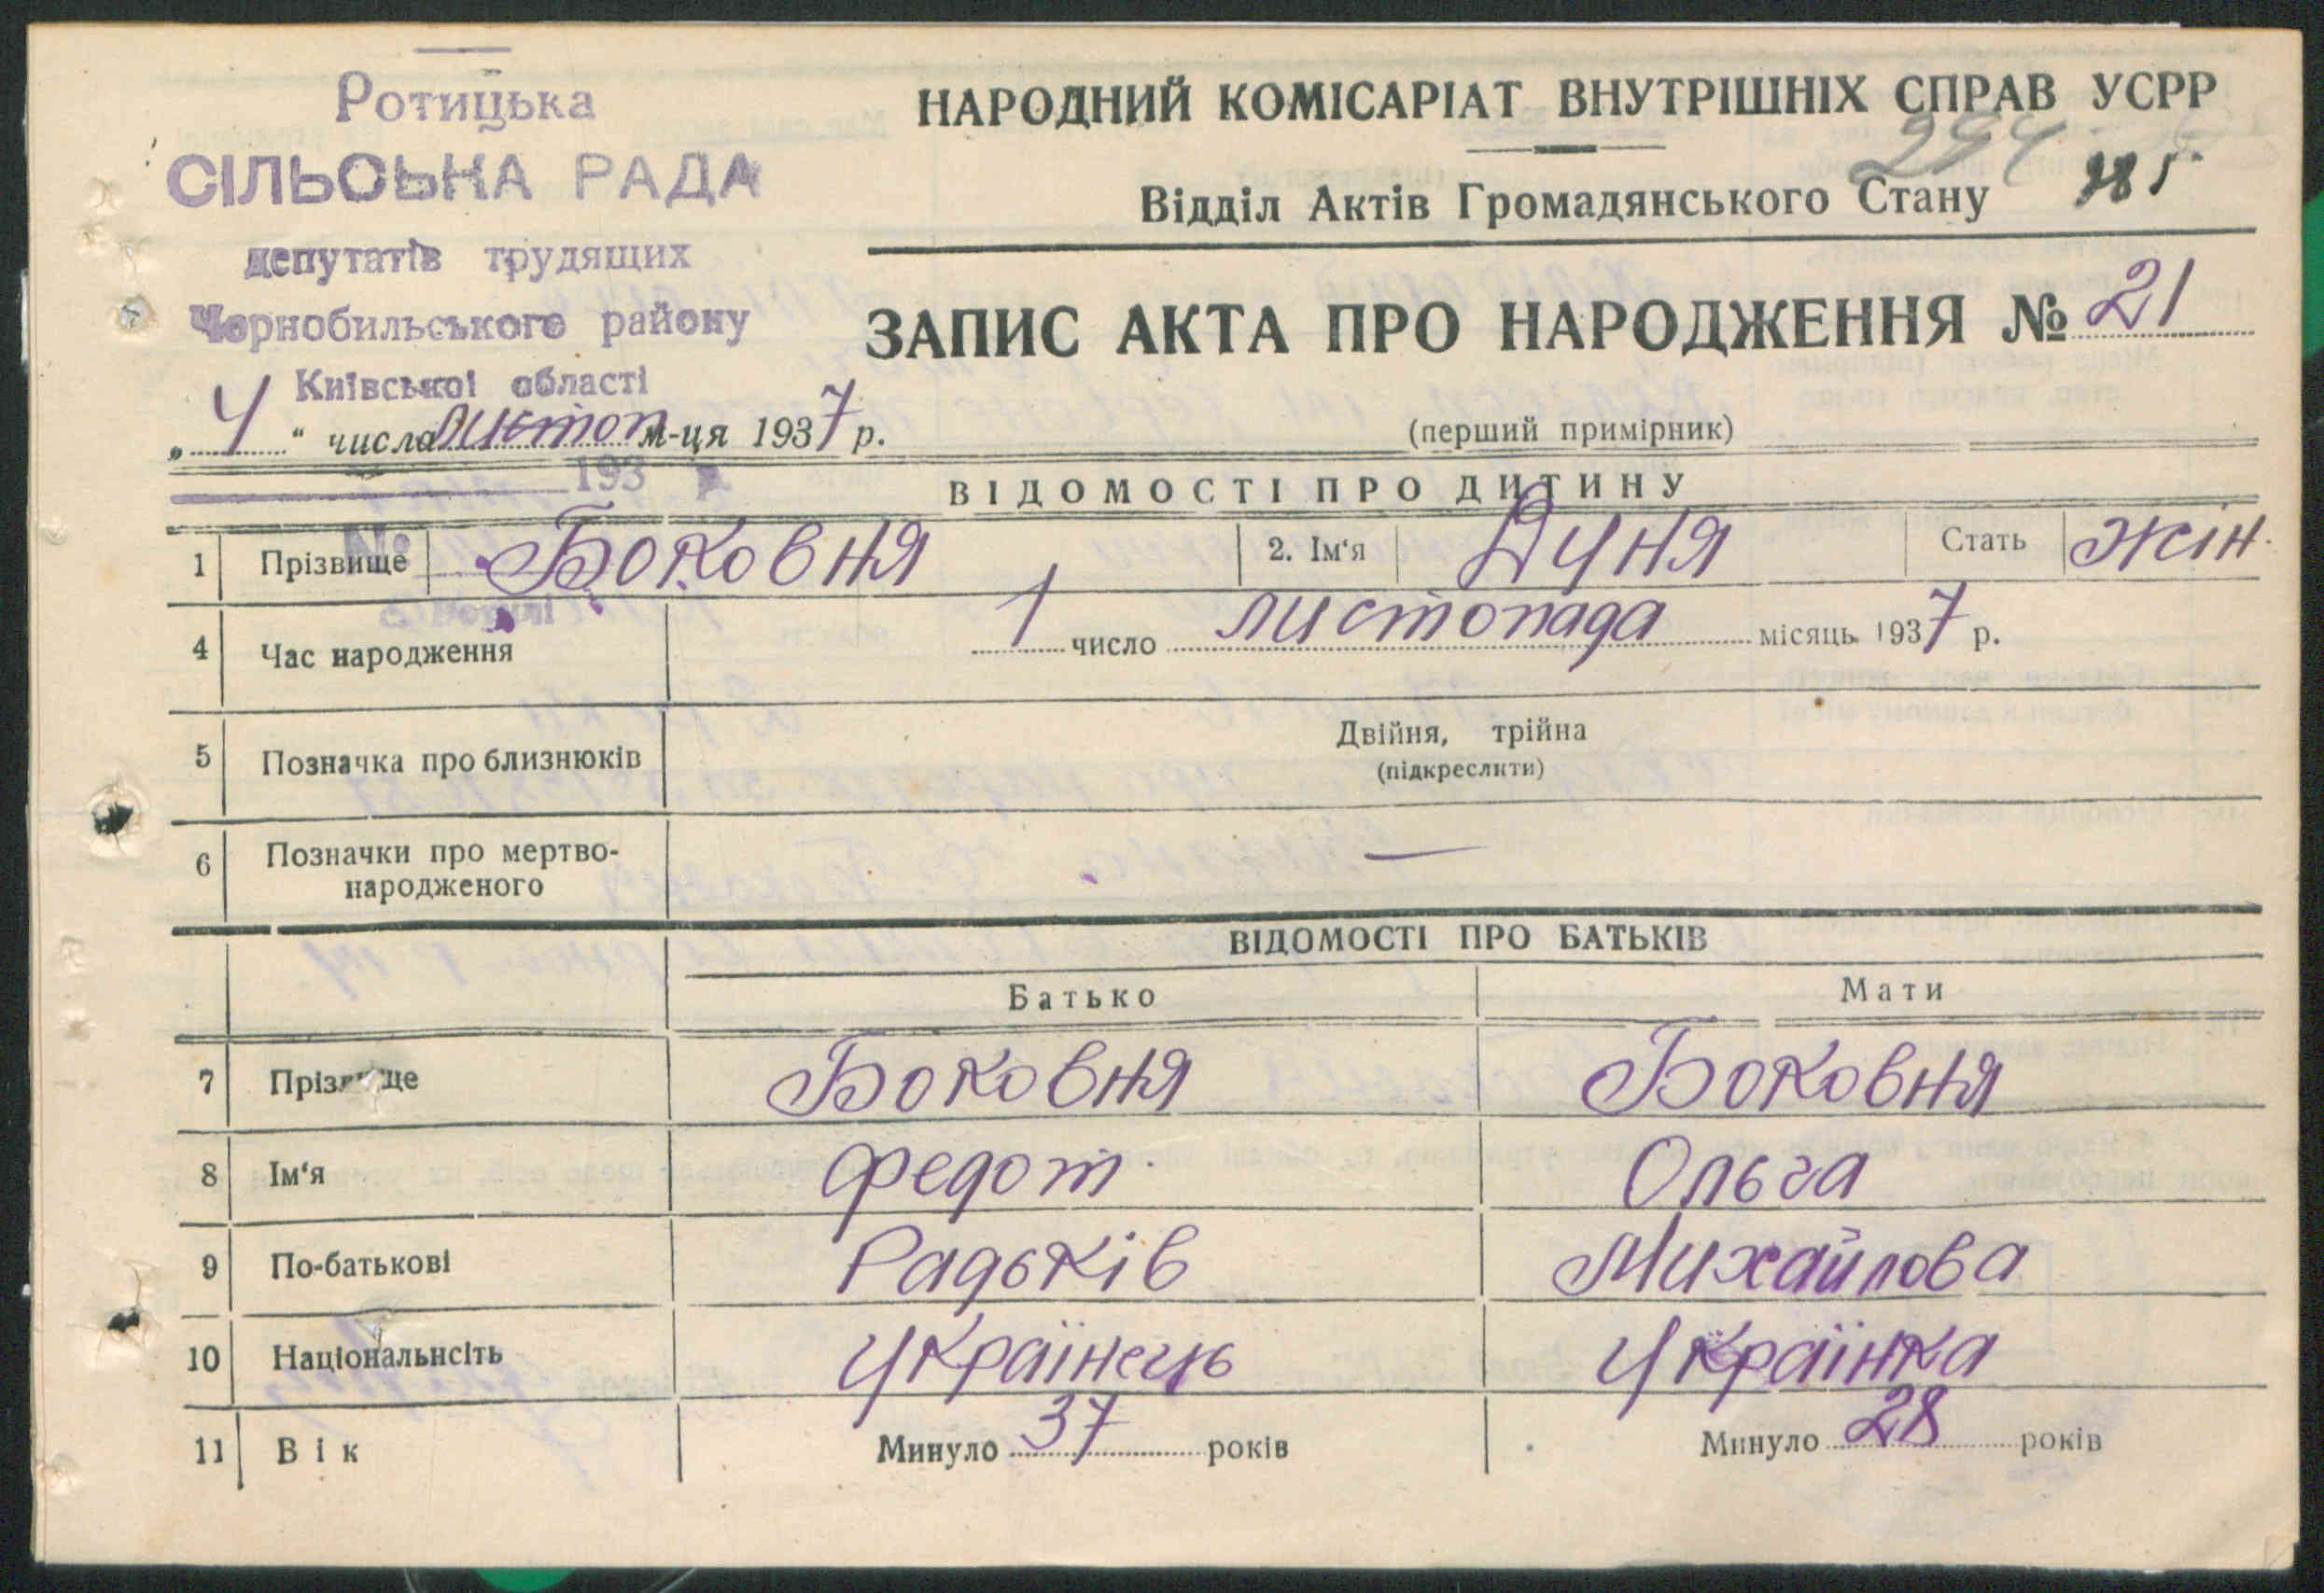 Ротицька
СІЛЬСЬКА РАДА
депутатів трудящих
Чорнобильського району
Київської області
„ 4 “ числа листоп м-ця 1937 р.
193 р
№
НАРОДНИЙ КОМІСАРІАТ ВНУТРІШНІХ СПРАВ УСРР
Відділ Актів Громадянського Стану
ЗАПИС АКТА ПРО НАРОДЖЕННЯ № 21
(перший примірник)
ВІДОМОСТІ ПРО ДИТИНУ
1 Прізвище Боковня 2. Ім‘я Дуня Стать жін.
4 Час народження 1 число листопада місяць 1937 р.
5 Позначка про близнюків Двійня, трійна
(підкреслити)
6 Позначки про мертво-
народженого —
ВІДОМОСТІ ПРО БАТЬКІВ
Батько Мати
7 Прізвище Боковня Боковня
8 Ім‘я Федот Ольга
9 По-батькові Радьків Михайлова
10 Національнсіть Українець Українка
11 Вік Минуло 37 років Минуло 28 років